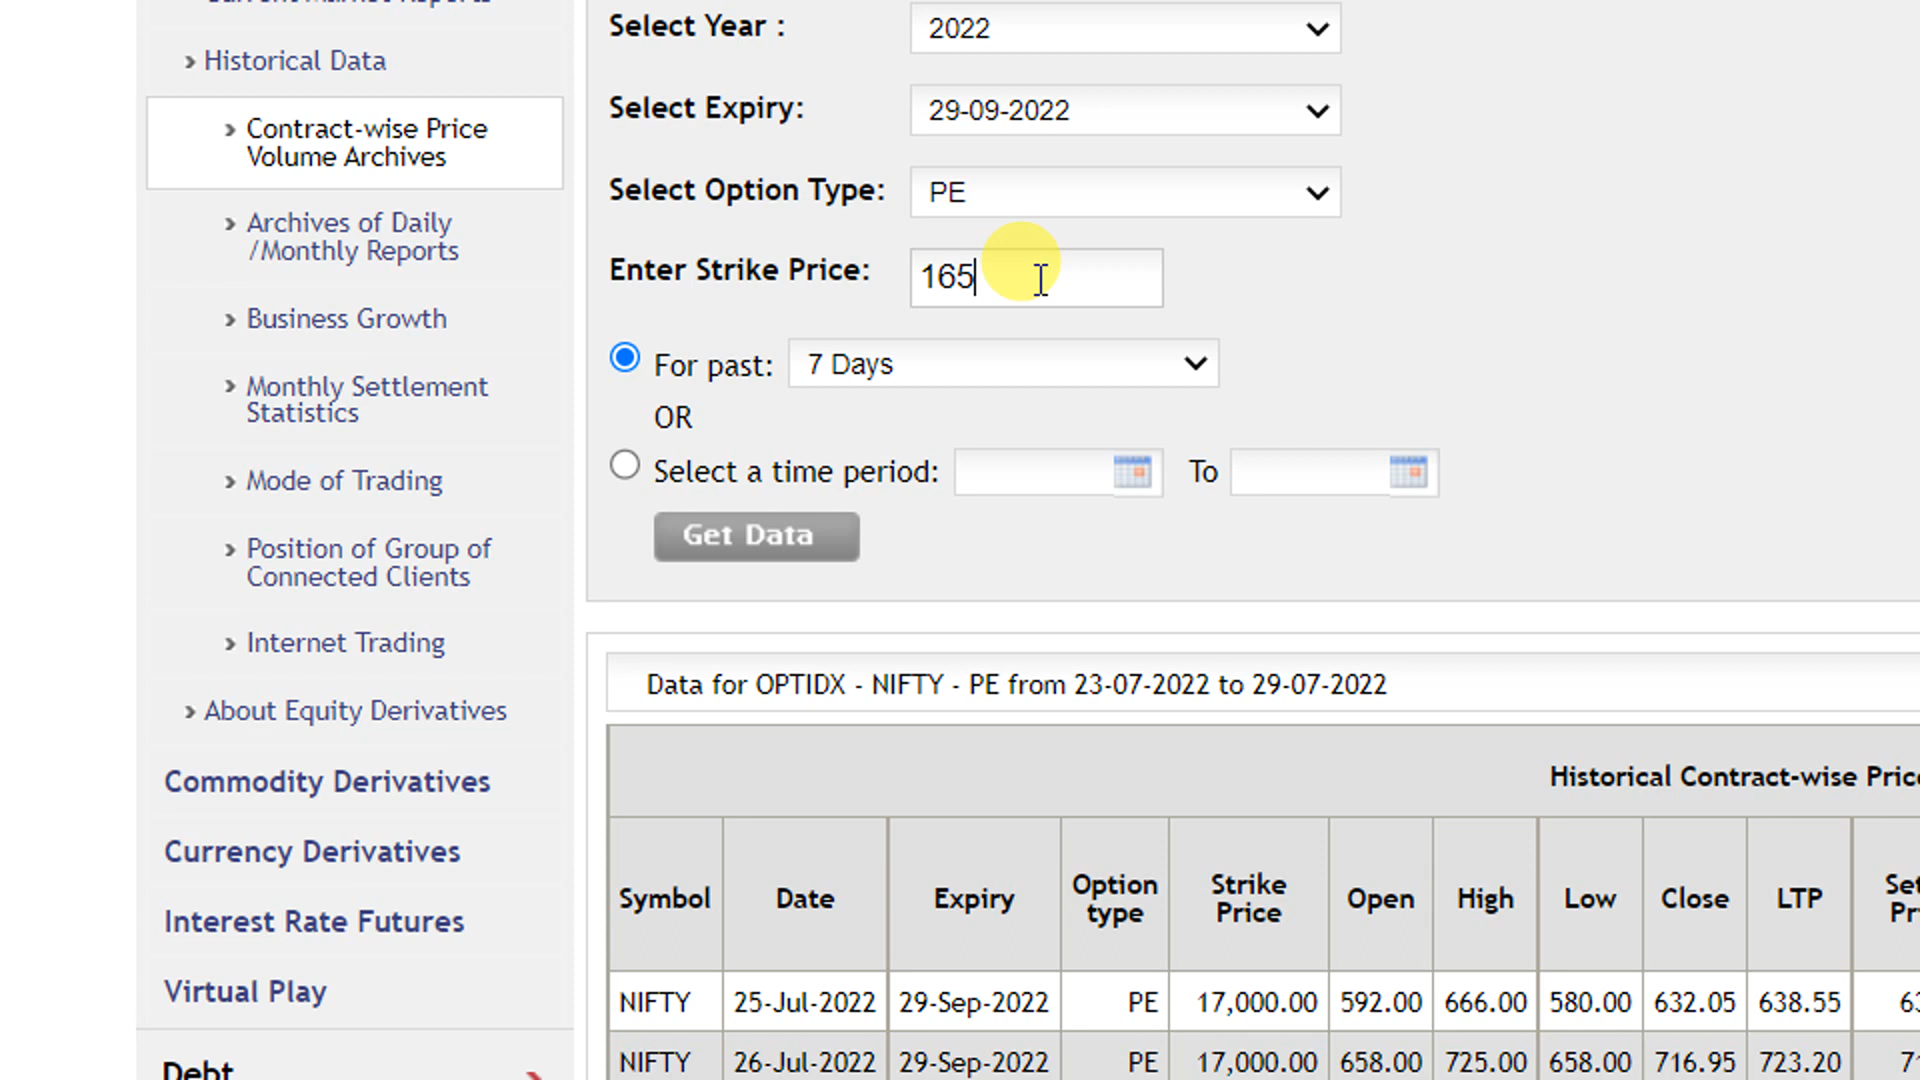 Historical Data
Contract-wise Price
Volume Archives
Archives of Daily
/Monthly Reports
Business Growth
Monthly Settlement
Statistics
Mode of Trading
Position of Group of
Connected Clients
Internet Trading
About Equity Derivatives
Commodity Derivatives
Currency Derivatives
Interest Rate Futures
Virtual Play
Debt
Select Year : 2022
Select Expiry: 29-09-2022
Select Option Type: PE
Enter Strike Price: 165
For past: 7 Days
OR
Select a time period: To
Get Data
Data for OPTIDX - NIFTY - PE from 23-07-2022 to 29-07-2022
Historical Contract-wise
Symbol Date Expiry Option type Strike Price Open High Low Close LTP
NIFTY 25-Jul-2022 29-Sep-2022 PE 17,000.00 592.00 666.00 580.00 632.05 638.55
NIFTY 26-Jul-2022 29-Sep-2022 PE 17,000.00 658.00 725.00 658.00 716.95 723.20